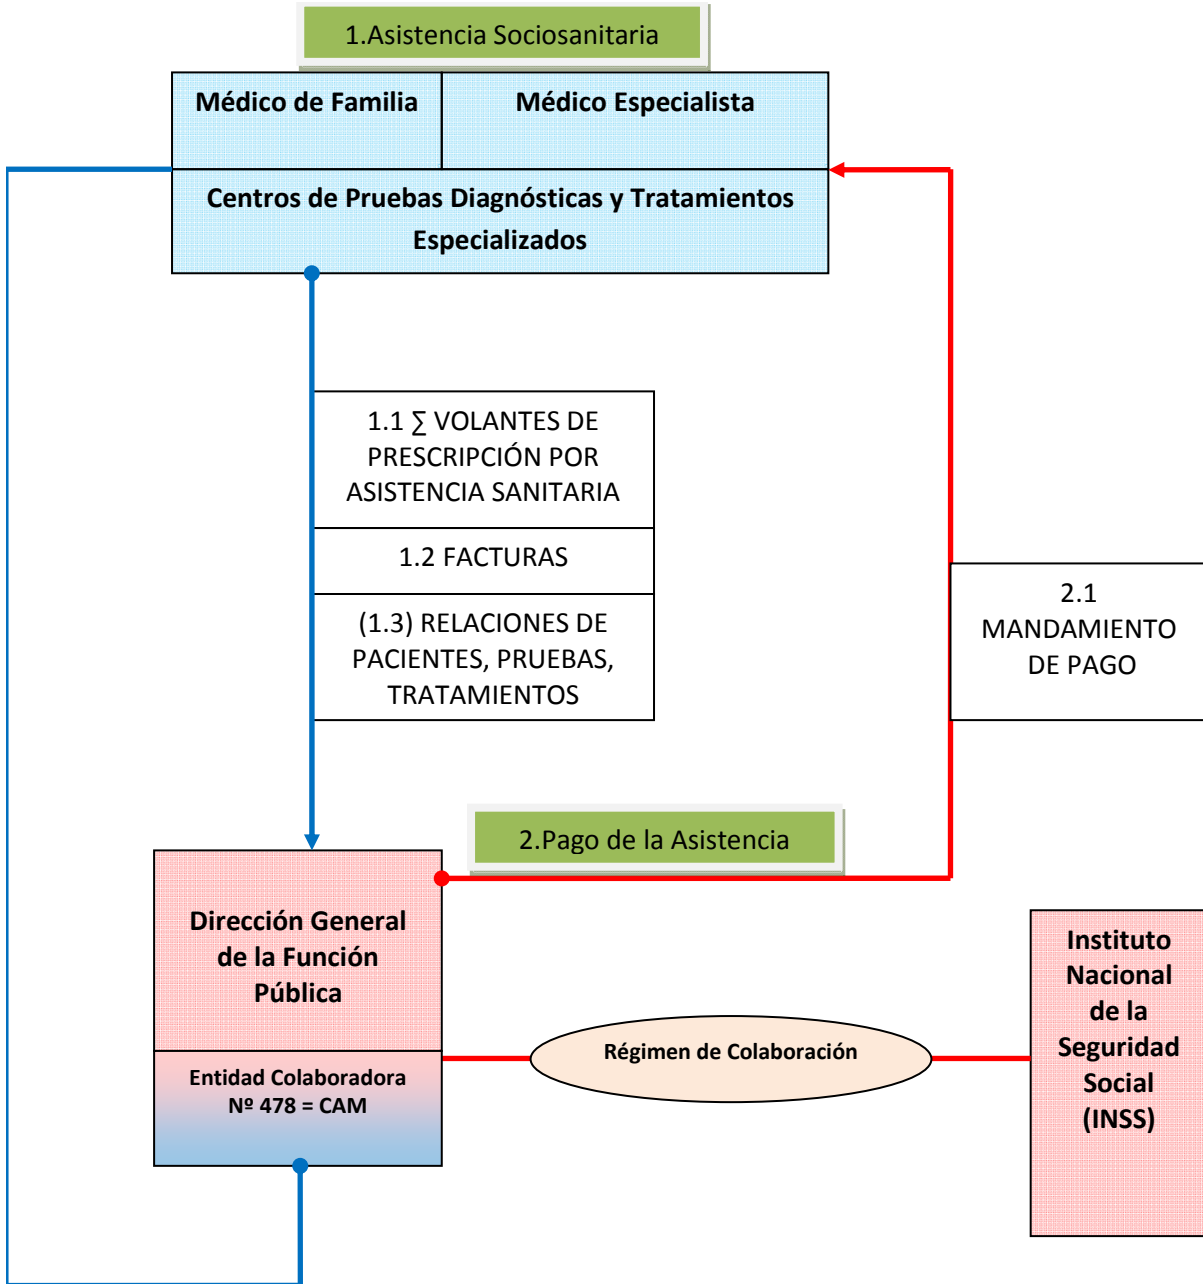 1.Asistencia Sociosanitaria
Médico de Familia
Médico Especialista
Centros de Pruebas Diagnósticas y Tratamientos
Especializados
1.1 ∑ VOLANTES DE
PRESCRIPCIÓN POR
ASISTENCIA SANITARIA
1.2 FACTURAS
(1.3) RELACIONES DE
PACIENTES, PRUEBAS,
TRATAMIENTOS
2.1
MANDAMIENTO
DE PAGO
2.Pago de la Asistencia
Dirección General
de la Función
Pública
Entidad Colaboradora
Nº 478 = CAM
Régimen de Colaboración
Instituto
Nacional
de la
Seguridad
Social
(INSS)